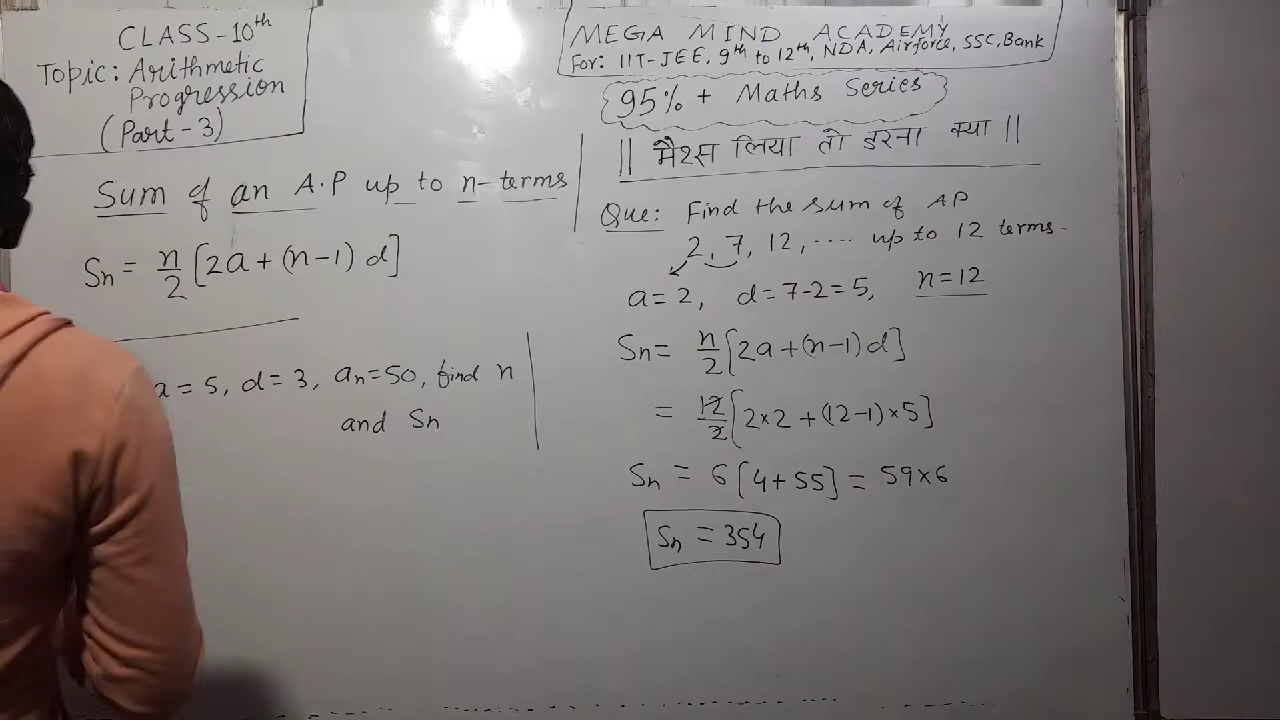 CLASS-10th
Topic: Arithmetic
Progression
(Part-3)
Sum of an A.P up to n-terms
Sn = n/2 [2a + (n-1) d]
a = 5, d = 3, an = 50, find n
and Sn
MEGA MIND ACADEMY
For: IIT-JEE, 9th to 12th, NDA, Airforce, SSC, Bank
95% + Maths Series
|| मैथ्स लिया तो डरना क्या ||
Que: Find the sum of AP
2, 7, 12, .... up to 12 terms.
a = 2, d = 7-2 = 5, n = 12
Sn = n/2 [2a + (n-1) d]
= 12/2 [2×2 + (12-1)×5]
Sn = 6 [4 + 55] = 59×6
Sn = 354